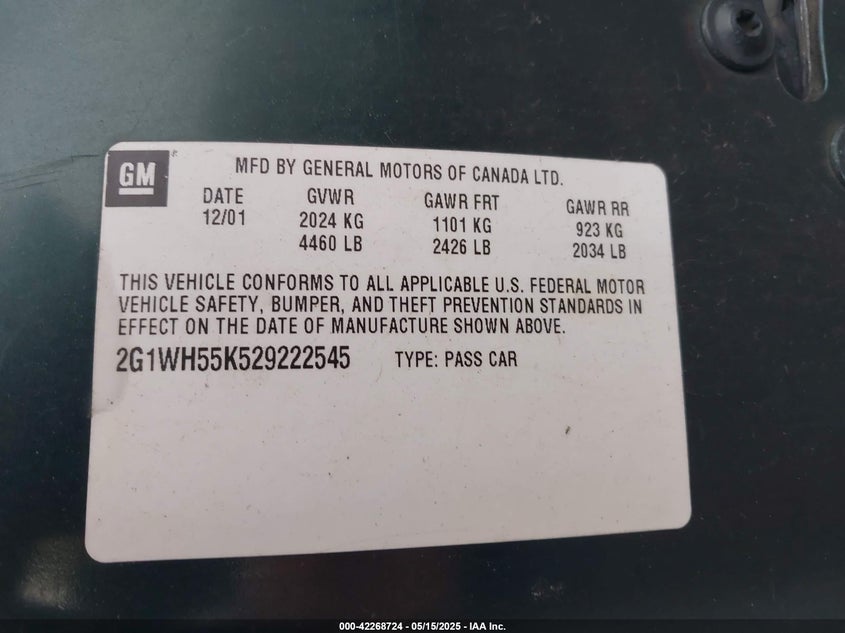 GM
MFD BY GENERAL MOTORS OF CANADA LTD.
DATE GVWR GAWR FRT GAWR RR
12/01 2024 KG 1101 KG 923 KG
4460 LB 2426 LB 2034 LB
THIS VEHICLE CONFORMS TO ALL APPLICABLE U.S. FEDERAL MOTOR
VEHICLE SAFETY, BUMPER, AND THEFT PREVENTION STANDARDS IN
EFFECT ON THE DATE OF MANUFACTURE SHOWN ABOVE.
2G1WH55K529222545 TYPE: PASS CAR
000-42268724 - 05/15/2025 - IAA Inc.